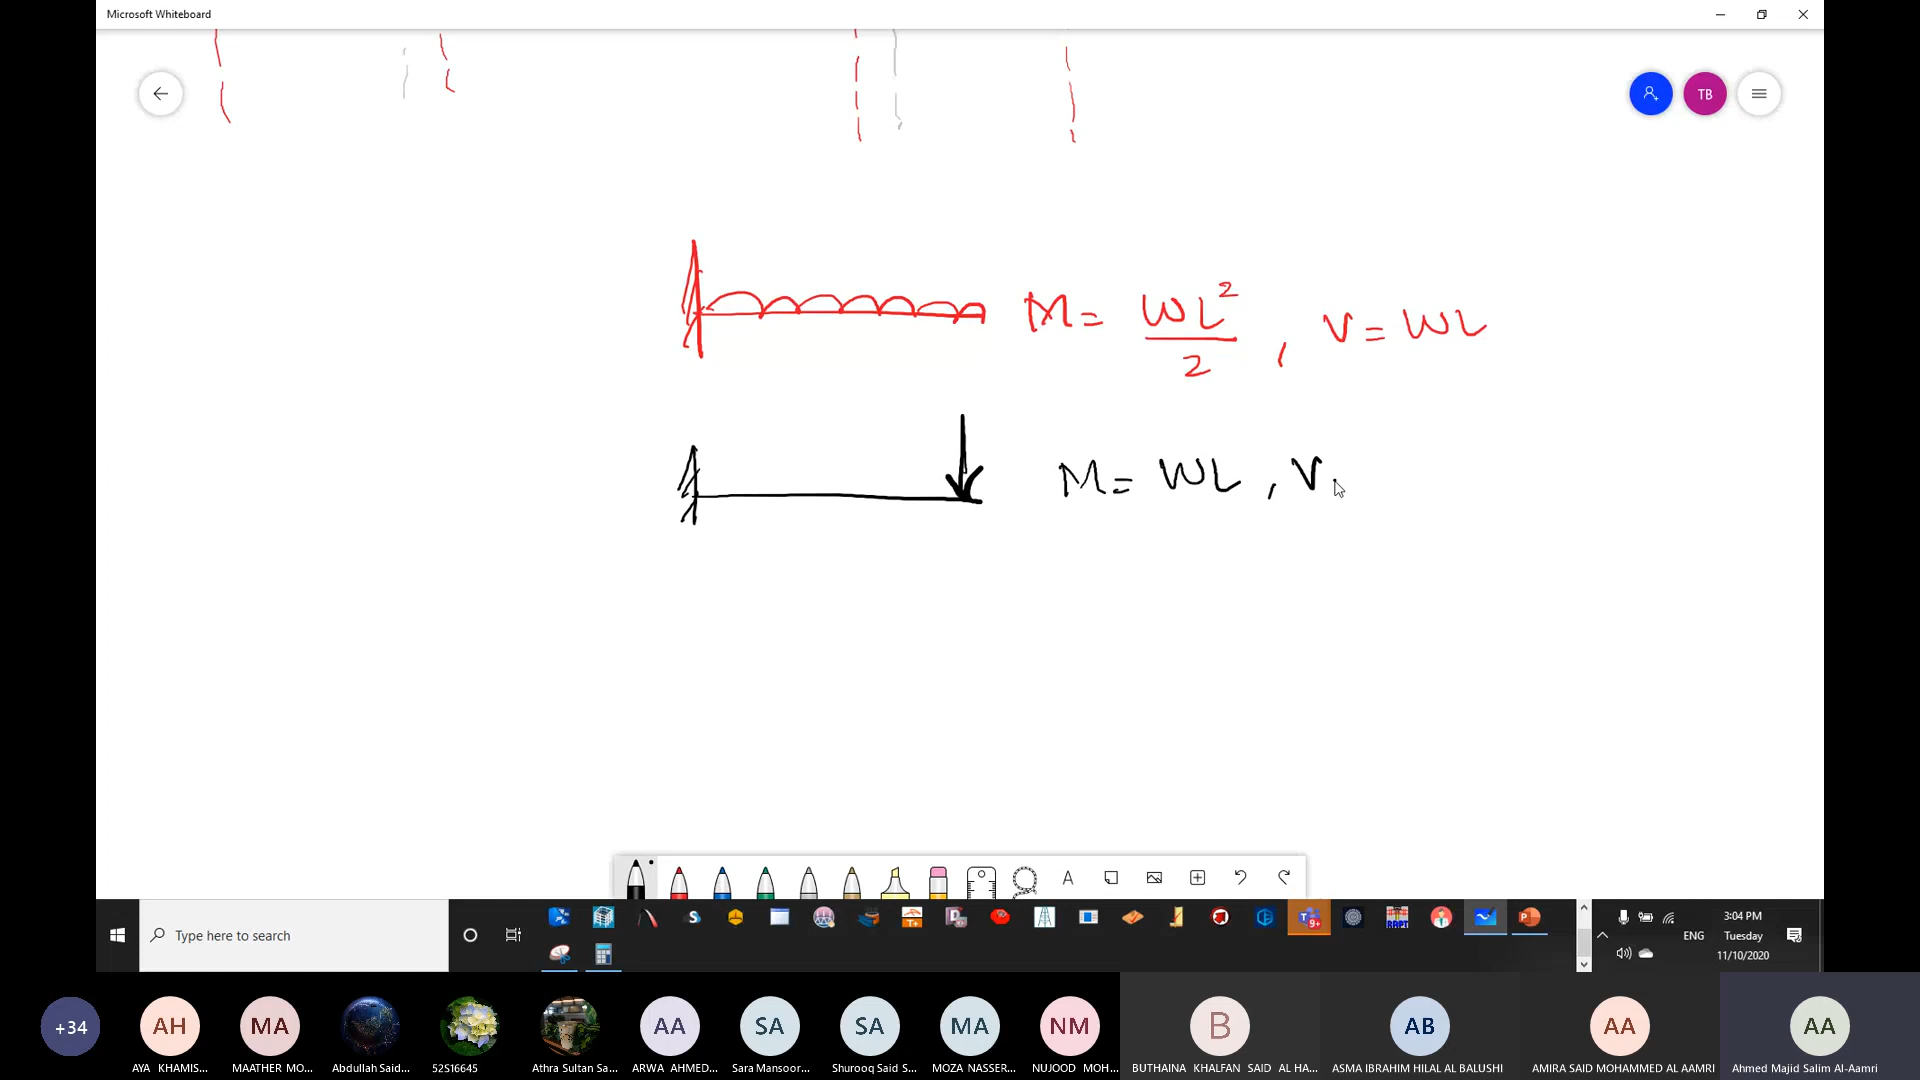 Microsoft Whiteboard
TB
M = WL²/2 , V = WL
M = WL , V
A
Type here to search
ENG
3:04 PM
Tuesday
11/10/2020
+34
AH
MA
AA
SA
SA
MA
NM
B
AB
AA
AA
AYA KHAMIS...
MAATHER MO...
Abdullah Said...
52S16645
Athra Sultan Sa...
ARWA AHMED...
Sara Mansoor...
Shurooq Said S...
MOZA NASSER...
NUJOOD MOH...
BUTHAINA KHALFAN SAID AL HA...
ASMA IBRAHIM HILAL AL BALUSHI
AMIRA SAID MOHAMMED AL AAMRI
Ahmed Majid Salim Al-Aamri